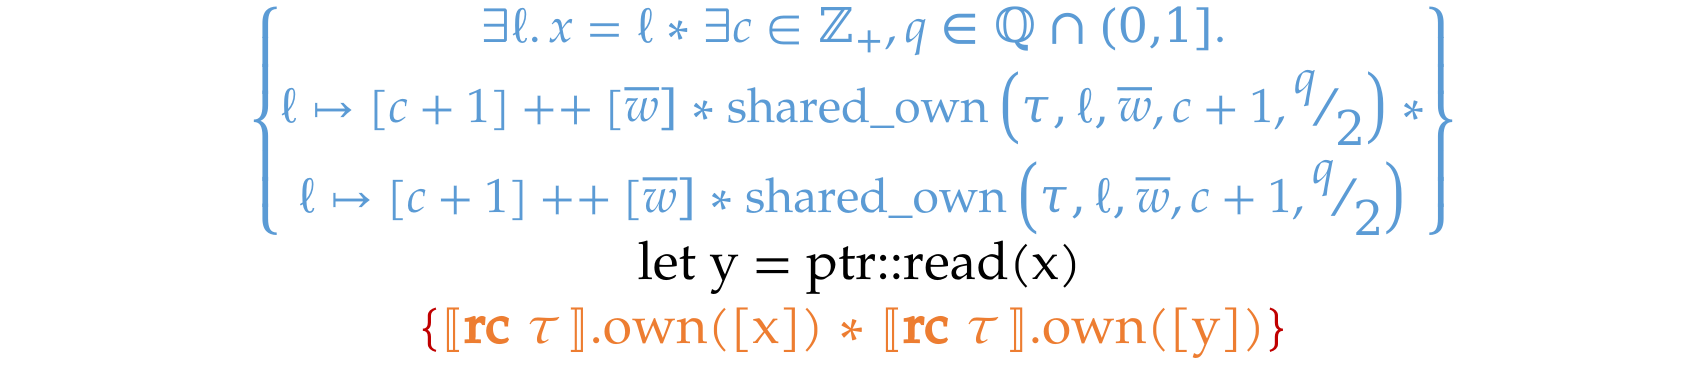 ∃ℓ. x = ℓ ∗ ∃c ∈ ℤ₊, q ∈ ℚ ∩ (0,1].
ℓ ↦ [c + 1] ++ [w̅] ∗ shared_own (τ, ℓ, w̅, c + 1, q/2) ∗
ℓ ↦ [c + 1] ++ [w̅] ∗ shared_own (τ, ℓ, w̅, c + 1, q/2)
let y = ptr::read(x)
{⟦rc τ⟧.own([x]) ∗ ⟦rc τ⟧.own([y])}